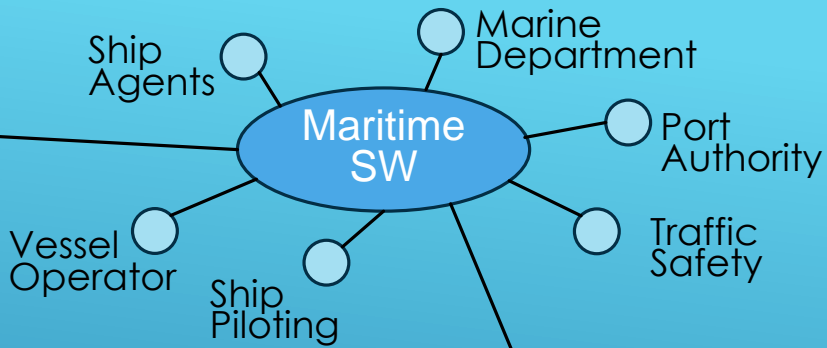 Ship
Agents
Marine
Department
Maritime
SW
Port
Authority
Vessel
Operator
Ship
Piloting
Traffic
Safety